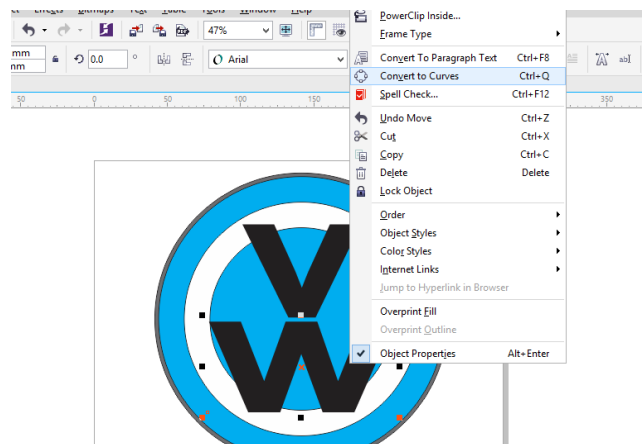 Effects Bitmaps Text Table Tools Window Help
47%
mm
mm
0.0
°
Arial
50
0
50
100
150
350
PowerClip Inside...
Frame Type
Convert To Paragraph Text Ctrl+F8
Convert to Curves Ctrl+Q
Spell Check... Ctrl+F12
Undo Move Ctrl+Z
Cut Ctrl+X
Copy Ctrl+C
Delete Delete
Lock Object
Order
Object Styles
Color Styles
Internet Links
Jump to Hyperlink in Browser
Overprint Fill
Overprint Outline
Object Properties Alt+Enter
V
W